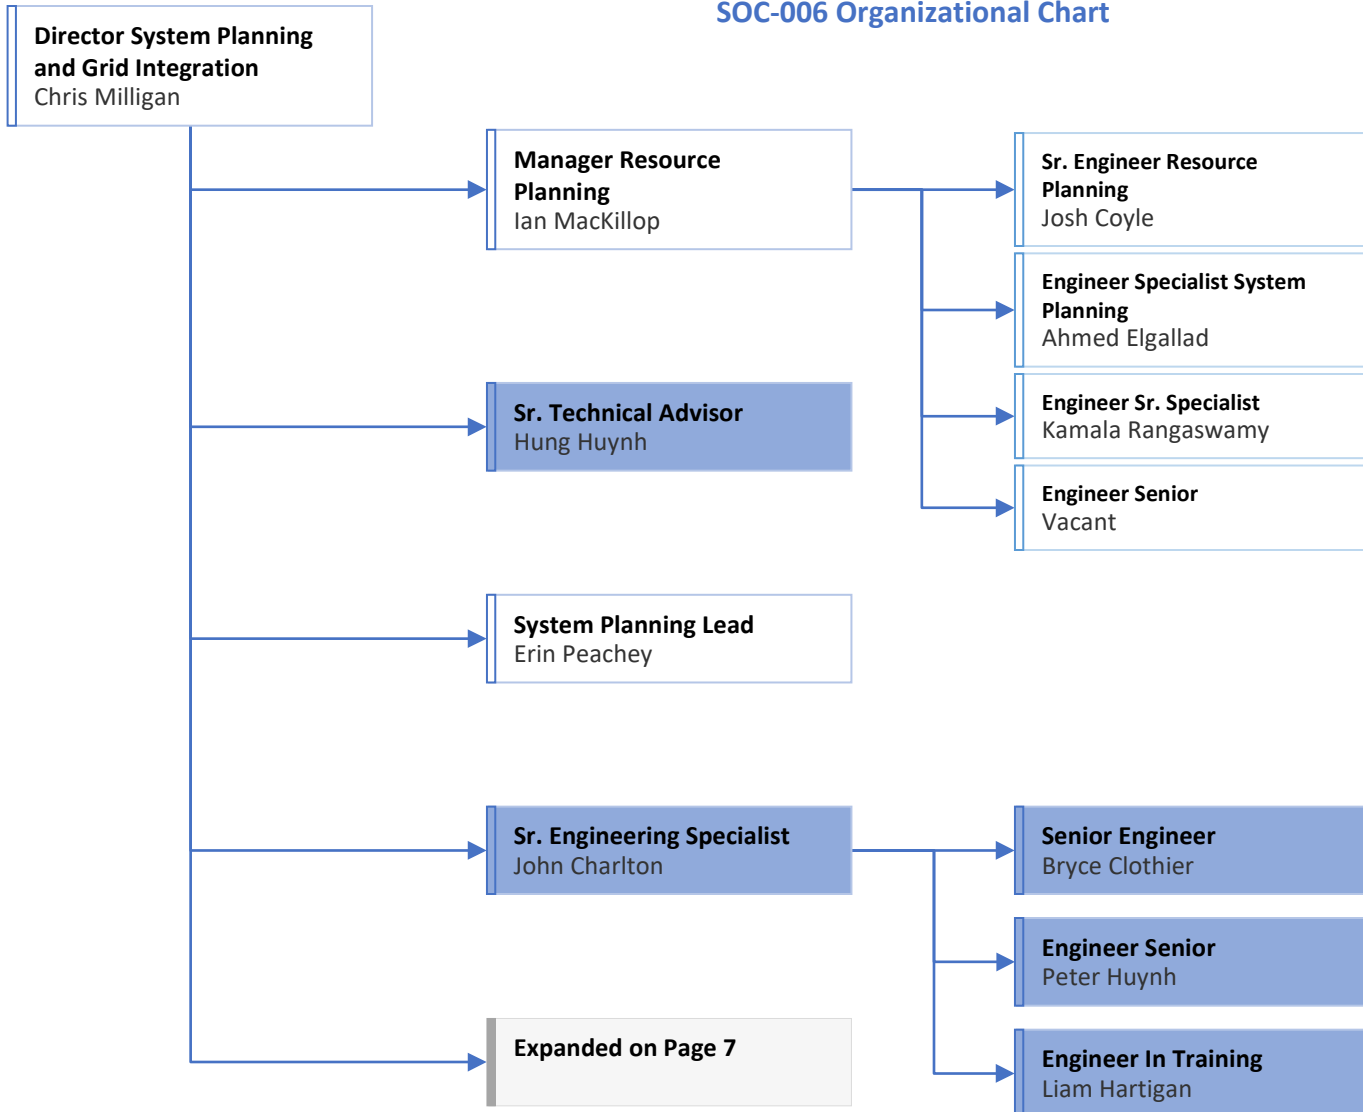 SOC-006 Organizational Chart
Director System Planning
and Grid Integration
Chris Milligan
Manager Resource
Planning
Ian MacKillop
Sr. Engineer Resource
Planning
Josh Coyle
Engineer Specialist System
Planning
Ahmed Elgallad
Engineer Sr. Specialist
Kamala Rangaswamy
Engineer Senior
Vacant
Sr. Technical Advisor
Hung Huynh
System Planning Lead
Erin Peachey
Sr. Engineering Specialist
John Charlton
Senior Engineer
Bryce Clothier
Engineer Senior
Peter Huynh
Engineer In Training
Liam Hartigan
Expanded on Page 7